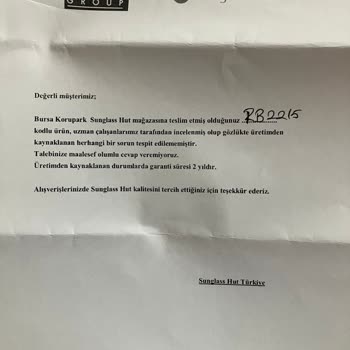 GROUP
Değerli müşterimiz;
Bursa Korupark Sunglass Hut mağazasına teslim etmiş olduğunuz ..RB2215
kodlu ürün, uzman çalışanlarımız tarafından incelenmiş olup gözlükte üretimden
kaynaklanan herhangi bir sorun tespit edilememiştir.
Talebinize maalesef olumlu cevap veremiyoruz.
Üretimden kaynaklanan durumlarda garanti süresi 2 yıldır.
Alışverişlerinizde Sunglass Hut kalitesini tercih ettiğiniz için teşekkür ederiz.
Sunglass Hut Türkiye